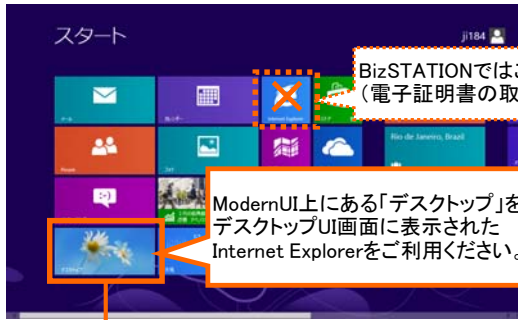 スタート
ji184
BizSTATIONではご
（電子証明書の取
Internet Explorer
People
Rio de Janeiro, Brazil
ModernUI上にある「デスクトップ」を
デスクトップUI画面に表示された
Internet Explorerをご利用ください。